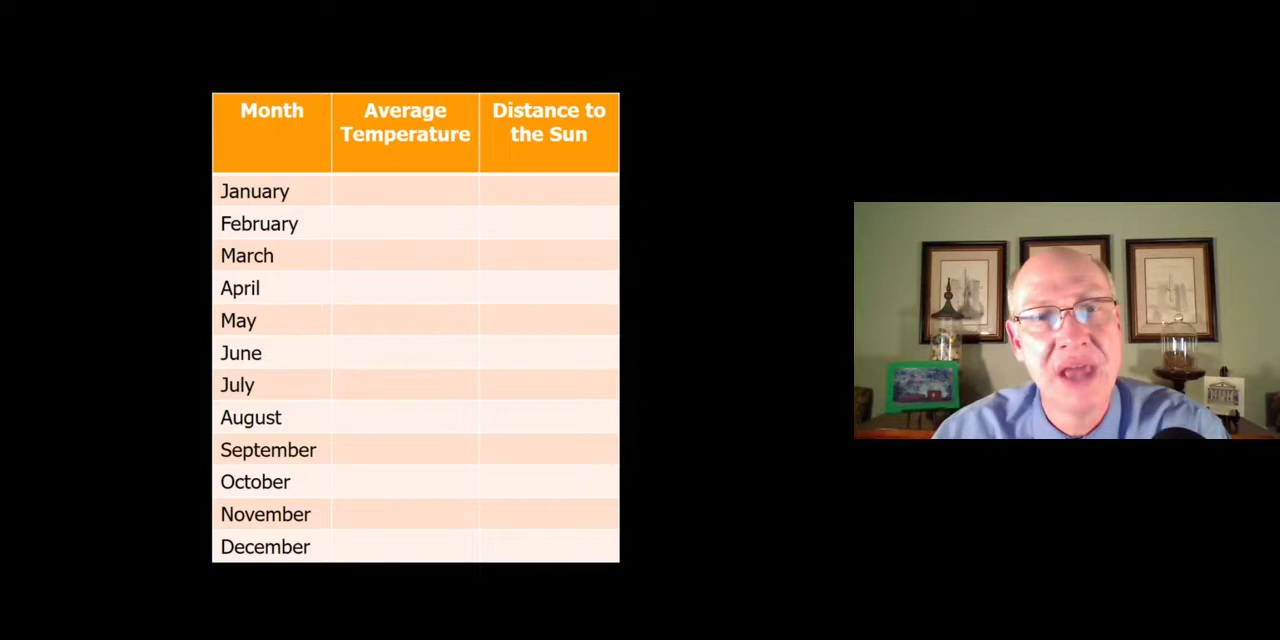 Month
Average
Temperature
Distance to
the Sun
January
February
March
April
May
June
July
August
September
October
November
December